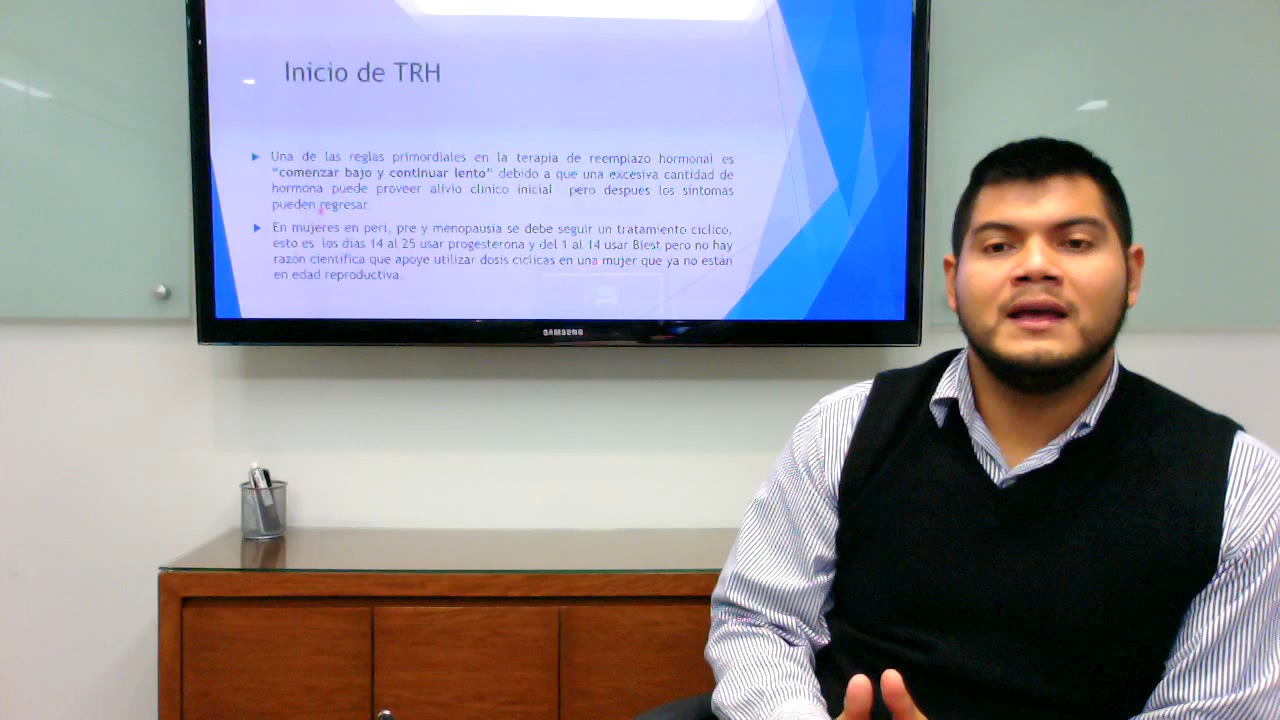 Inicio de TRH
Una de las reglas primordiales en la terapia de reemplazo hormonal es
“comenzar bajo y continuar lento” debido a que una excesiva cantidad de
hormona puede proveer alivio clínico inicial pero después los síntomas
pueden regresar.
En mujeres en peri, pre y menopausia se debe seguir un tratamiento cíclico,
esto es los días 14 al 25 usar progesterona y del 1 al 14 usar Biest pero no hay
razón científica que apoye utilizar dosis cíclicas en una mujer que ya no están
en edad reproductiva.
SAMSUNG